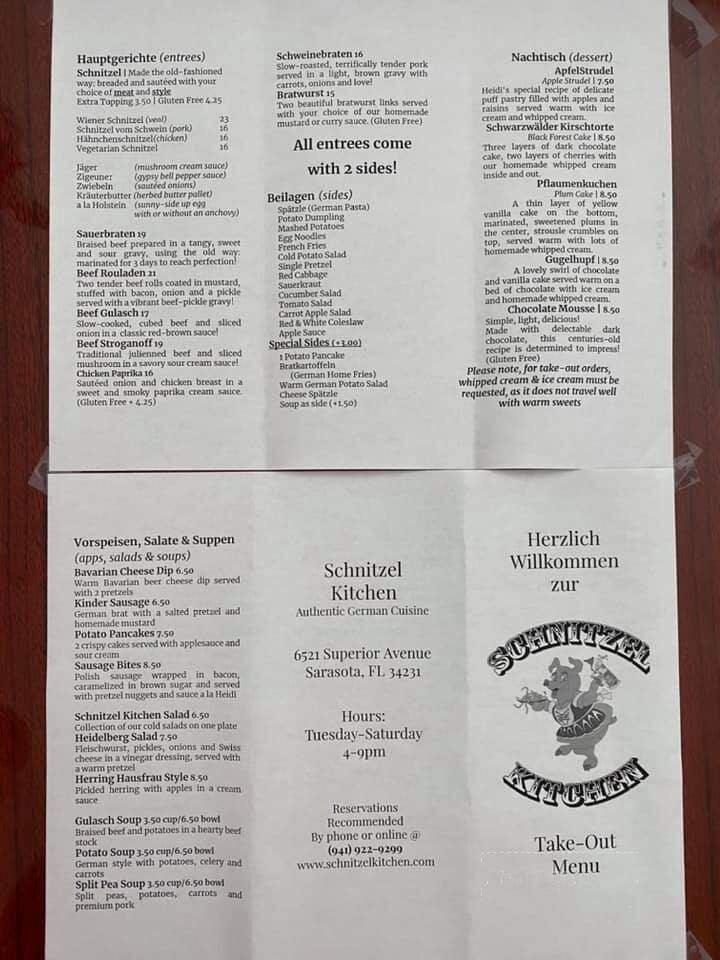 Hauptgerichte (entrees)
Schnitzel | Made the old-fashioned
way; breaded and sautéed with your
choice of meat and style
Extra Topping 3.50 | Gluten Free 4.25
Wiener Schnitzel (veal) 23
Schnitzel vom Schwein (pork) 16
Hähnchenschnitzel(chicken) 16
Vegetarian Schnitzel 16
Jäger (mushroom cream sauce)
Zigeuner (gypsy bell pepper sauce)
Zwiebeln (sautéed onions)
Kräuterbutter (herbed butter pallet)
a la Holstein (sunny-side up egg
with or without an anchovy)
Sauerbraten 19
Braised beef prepared in a tangy, sweet
and sour gravy, using the old way:
marinated for 3 days to reach perfection!
Beef Rouladen 21
Two tender beef rolls coated in mustard,
stuffed with bacon, onion and a pickle
served with a vibrant beef-pickle gravy!
Beef Gulasch 17
Slow-cooked, cubed beef and sliced
onion in a classic red-brown sauce!
Beef Stroganoff 19
Traditional julienned beef and sliced
mushroom in a savory sour cream sauce!
Chicken Paprika 16
Sautéed onion and chicken breast in a
sweet and smoky paprika cream sauce.
(Gluten Free + 4.25)
Schweinebraten 16
Slow-roasted, terrifically tender pork
served in a light, brown gravy with
carrots, onions and love!
Bratwurst 15
Two beautiful bratwurst links served
with your choice of our homemade
mustard or curry sauce. (Gluten Free)
All entrees come
with 2 sides!
Beilagen (sides)
Spätzle (German Pasta)
Potato Dumpling
Mashed Potatoes
Egg Noodles
French Fries
Cold Potato Salad
Single Pretzel
Red Cabbage
Sauerkraut
Cucumber Salad
Tomato Salad
Carrot Apple Salad
Red & White Coleslaw
Apple Sauce
Special Sides (+3.00)
1 Potato Pancake
Bratkartoffeln
(German Home Fries)
Warm German Potato Salad
Cheese Spätzle
Soup as side (+1.50)
Nachtisch (dessert)
ApfelStrudel
Apple Strudel | 7.50
Heidi's special recipe of delicate
puff pastry filled with apples and
raisins served warm with ice
cream and whipped cream.
Schwarzwälder Kirschtorte
Black Forest Cake | 8.50
Three layers of dark chocolate
cake, two layers of cherries with
our homemade whipped cream
inside and out.
Pflaumenkuchen
Plum Cake | 8.50
A thin layer of yellow
vanilla cake on the bottom,
marinated, sweetened plums in
the center, strousle crumbles on
top, served warm with lots of
homemade whipped cream.
Gugelhupf | 8.50
A lovely swirl of chocolate
and vanilla cake served warm on a
bed of chocolate with ice cream
and homemade whipped cream.
Chocolate Mousse | 8.50
Simple, light, delicious!
Made with delectable dark
chocolate, this centuries-old
recipe is determined to impress!
(Gluten Free)
Please note, for take-out orders,
whipped cream & ice cream must be
requested, as it does not travel well
with warm sweets
Vorspeisen, Salate & Suppen
(apps, salads & soups)
Bavarian Cheese Dip 6.50
Warm Bavarian beer cheese dip served
with 2 pretzels
Kinder Sausage 6.50
German brat with a salted pretzel and
homemade mustard
Potato Pancakes 7.50
2 crispy cakes served with applesauce and
sour cream
Sausage Bites 8.50
Polish sausage wrapped in bacon,
caramelized in brown sugar and served
with pretzel nuggets and sauce a la Heidi
Schnitzel Kitchen Salad 6.50
Collection of our cold salads on one plate
Heidelberg Salad 7.50
Fleischwurst, pickles, onions and Swiss
cheese in a vinegar dressing, served with
a warm pretzel
Herring Hausfrau Style 8.50
Pickled herring with apples in a cream
sauce
Gulasch Soup 3.50 cup/6.50 bowl
Braised beef and potatoes in a hearty beef
stock
Potato Soup 3.50 cup/6.50 bowl
German style with potatoes, celery and
carrots
Split Pea Soup 3.50 cup/6.50 bowl
Split peas, potatoes, carrots and
premium pork
Schnitzel
Kitchen
Authentic German Cuisine
6521 Superior Avenue
Sarasota, FL 34231
Hours:
Tuesday-Saturday
4-9pm
Reservations
Recommended
By phone or online @
(941) 922-9299
www.schnitzelkitchen.com
Herzlich
Willkommen
zur
SCHNITZEL
KITCHEN
Take-Out
Menu